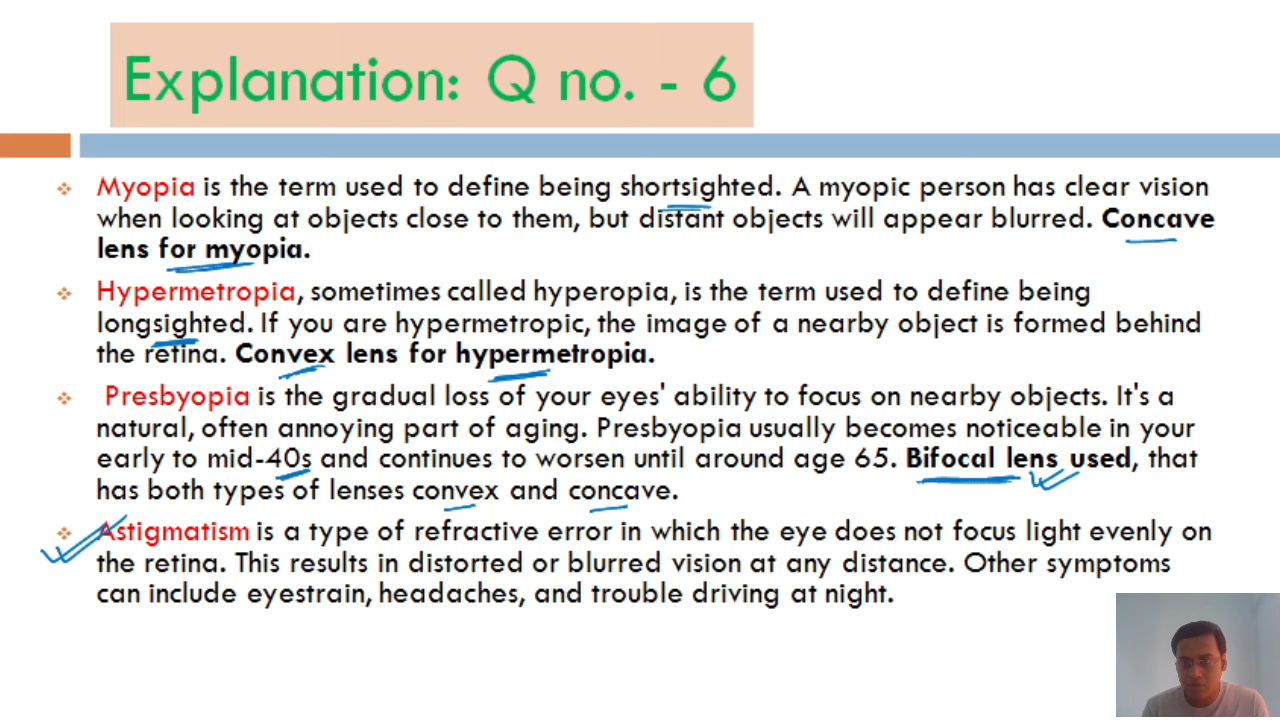 Explanation: Q no. - 6
Myopia is the term used to define being shortsighted. A myopic person has clear vision
when looking at objects close to them, but distant objects will appear blurred. Concave
lens for myopia.
Hypermetropia, sometimes called hyperopia, is the term used to define being
longsighted. If you are hypermetropic, the image of a nearby object is formed behind
the retina. Convex lens for hypermetropia.
Presbyopia is the gradual loss of your eyes' ability to focus on nearby objects. It's a
natural, often annoying part of aging. Presbyopia usually becomes noticeable in your
early to mid-40s and continues to worsen until around age 65. Bifocal lens used, that
has both types of lenses convex and concave.
Astigmatism is a type of refractive error in which the eye does not focus light evenly on
the retina. This results in distorted or blurred vision at any distance. Other symptoms
can include eyestrain, headaches, and trouble driving at night.